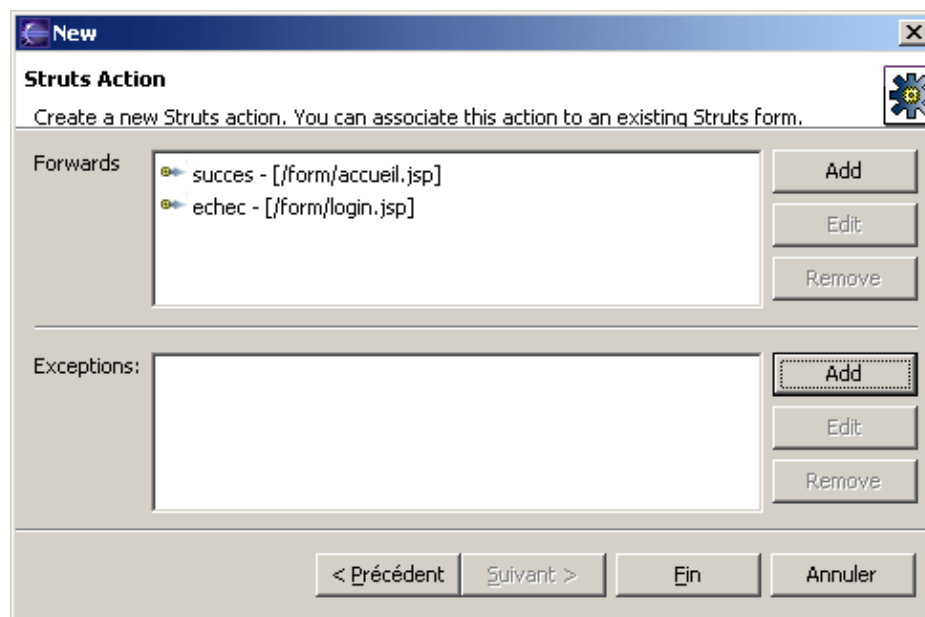 New
Struts Action
Create a new Struts action. You can associate this action to an existing Struts form.
Forwards
succes - [/form/accueil.jsp]
echec - [/form/login.jsp]
Add
Edit
Remove
Exceptions:
Add
Edit
Remove
< Précédent
Suivant >
Fin
Annuler